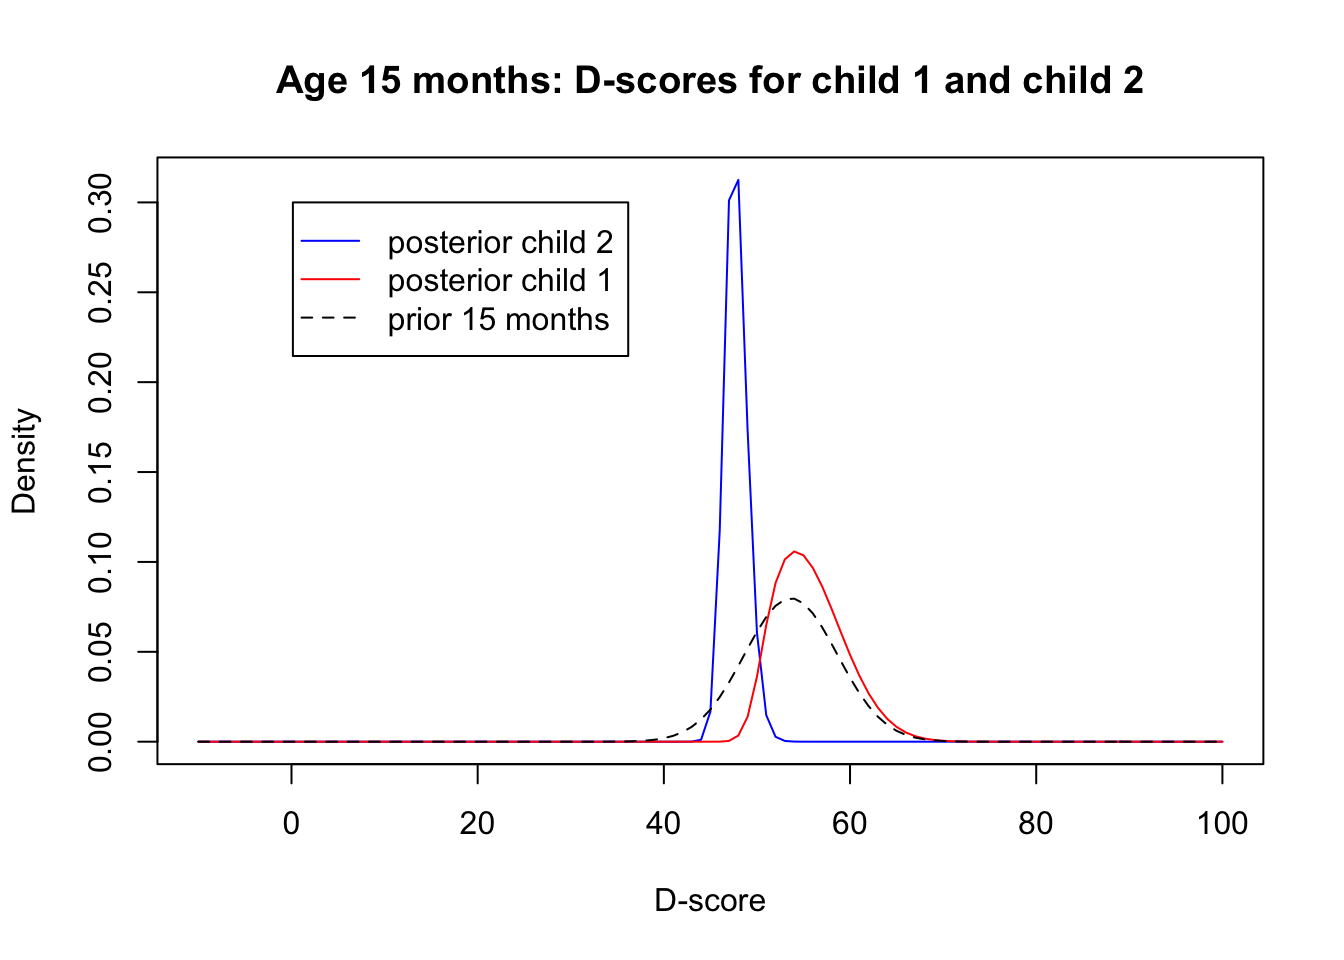 Age 15 months: D-scores for child 1 and child 2
posterior child 2
posterior child 1
prior 15 months
Density
0.30
0.25
0.20
0.15
0.10
0.05
0.00
0 20 40 60 80 100
D-score